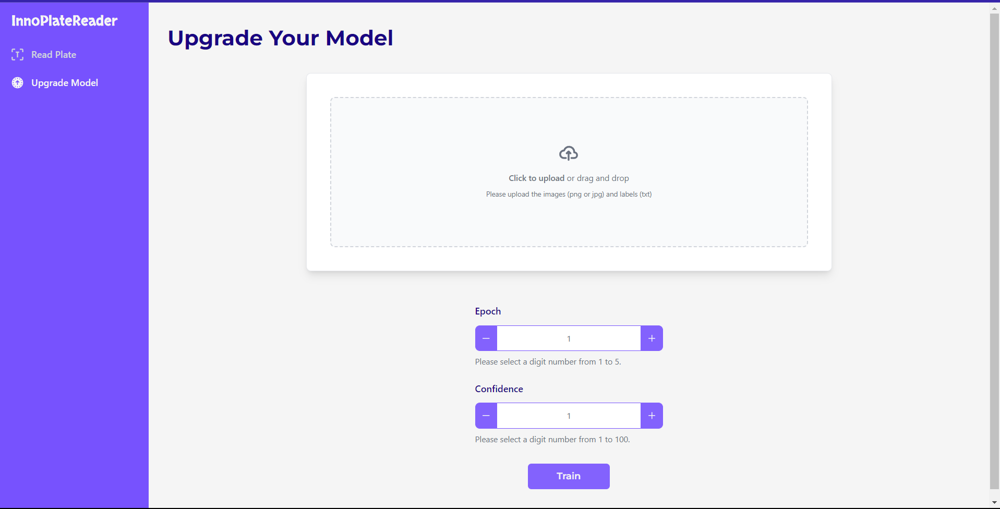 InnoPlateReader
Read Plate
Upgrade Model
Upgrade Your Model
Click to upload or drag and drop
Please upload the images (png or jpg) and labels (txt)
Epoch
1
Please select a digit number from 1 to 5.
Confidence
1
Please select a digit number from 1 to 100.
Train